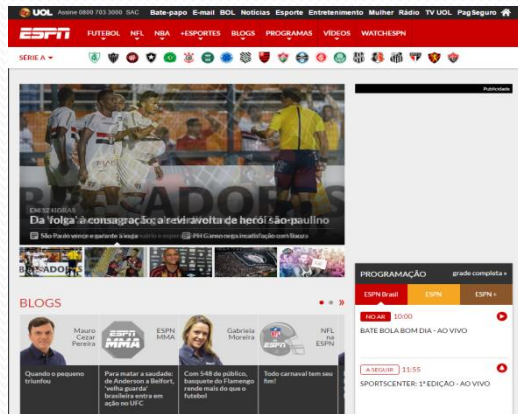 UOL Assine 0800 703 3000 SAC Bate-papo E-mail BOL Notícias Esporte Entretenimento Mulher Rádio TV UOL PagSeguro
ESPN FUTEBOL NFL NBA +ESPORTES BLOGS PROGRAMAS VÍDEOS WATCHESPN
SÉRIE A
Publicidade
EM 24 HORAS
Da 'folga' à consagração, a reviravolta de herói são-paulino
São Paulo vence e garante a vaga
PH Ganso nega insatisfação com Bauza
PROGRAMAÇÃO grade completa »
ESPN Brasil ESPN ESPN +
BLOGS »
NO AR 10:00
BATE BOLA BOM DIA - AO VIVO
Mauro Cezar Pereira
ESPN MMA
ESPN MMA
Gabriela Moreira
NFL na ESPN
A SEGUIR 11:55
SPORTSCENTER: 1ª EDIÇÃO - AO VIVO
Quando o pequeno triunfou
Para matar a saudade: de Anderson a Belfort, 'velha guarda' brasileira entra em ação no UFC
Com 548 de público, basquete do Flamengo rende mais do que o futebol
Todo carnaval tem seu fim!